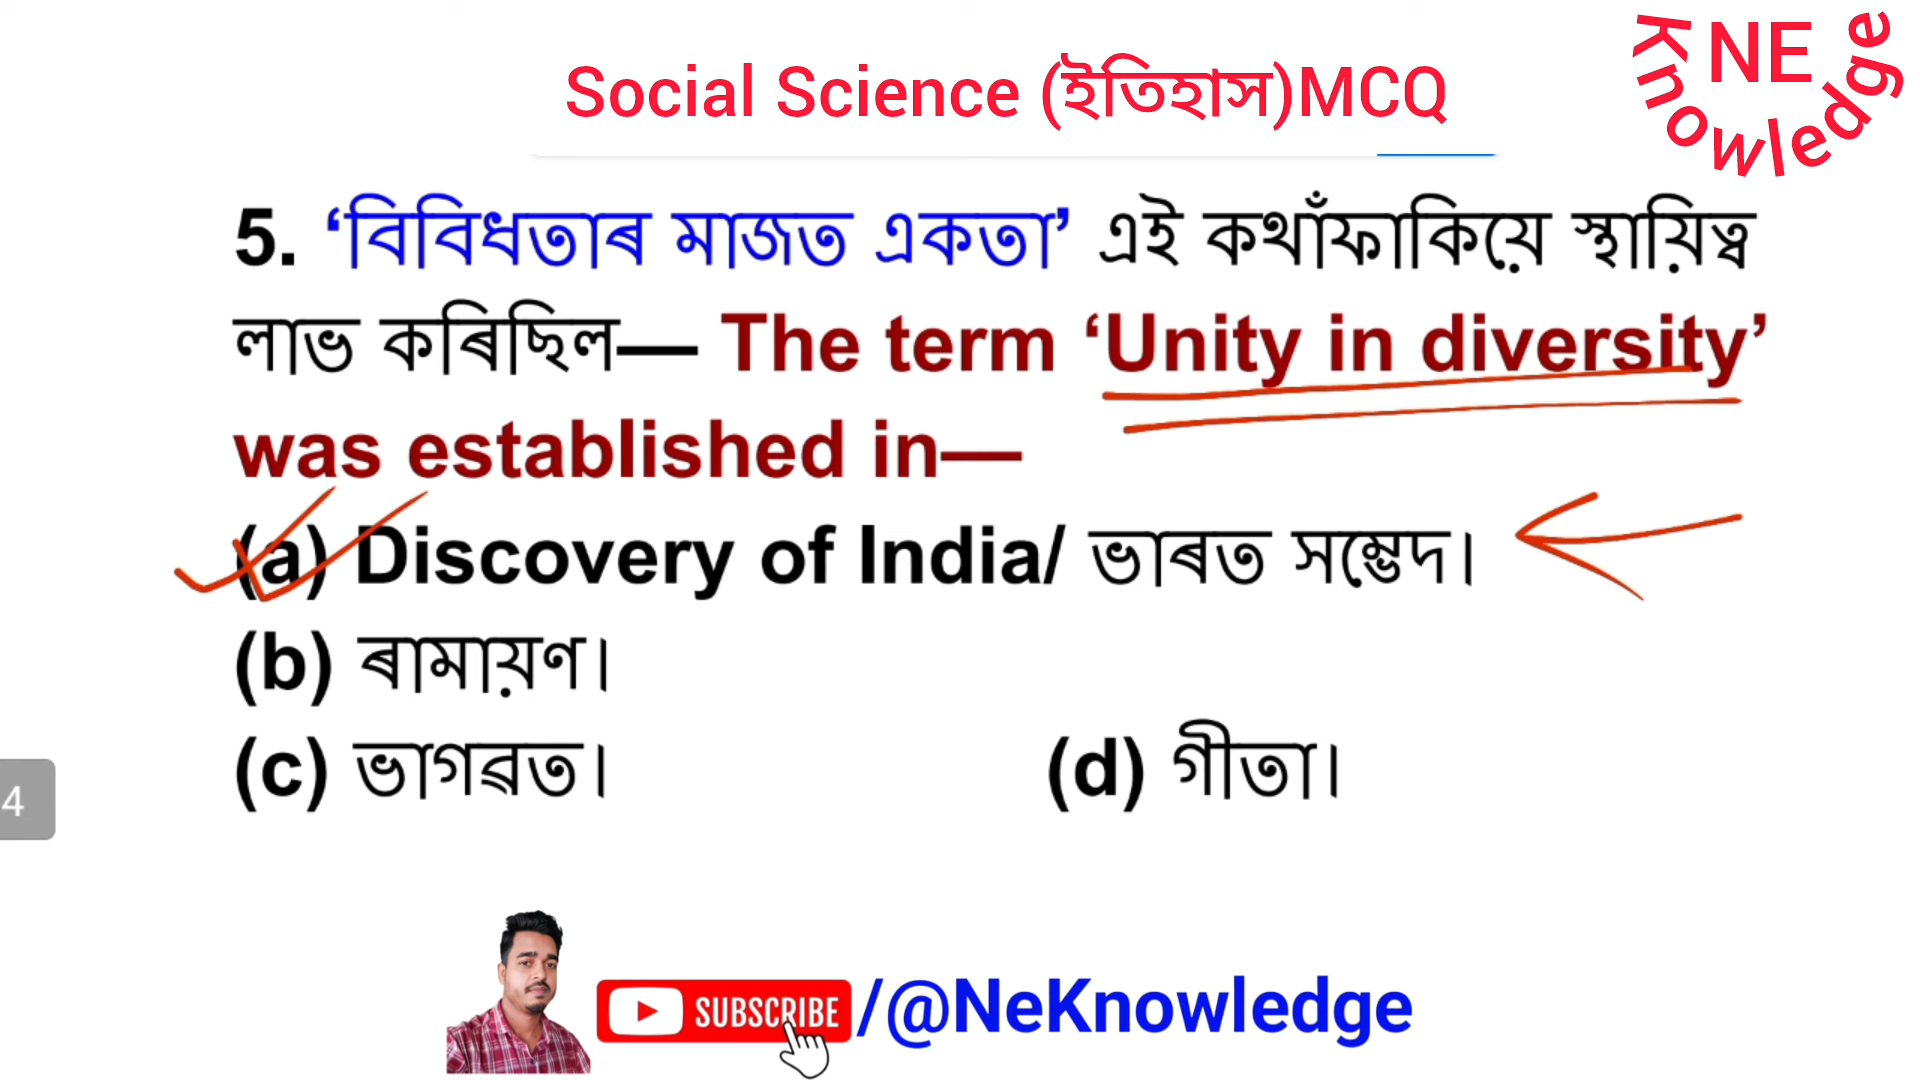 Social Science (ইতিহাস)MCQ
NE Knowledge
5. ‘বিবিধতাৰ মাজত একতা’ এই কথাঁফাকিয়ে স্থায়িত্ব
লাভ কৰিছিল— The term ‘Unity in diversity’
was established in—
(a) Discovery of India/ ভাৰত সম্ভেদ।
(b) ৰামায়ণ।
(c) ভাগৱত। (d) গীতা।
4
SUBSCRIBE /@NeKnowledge